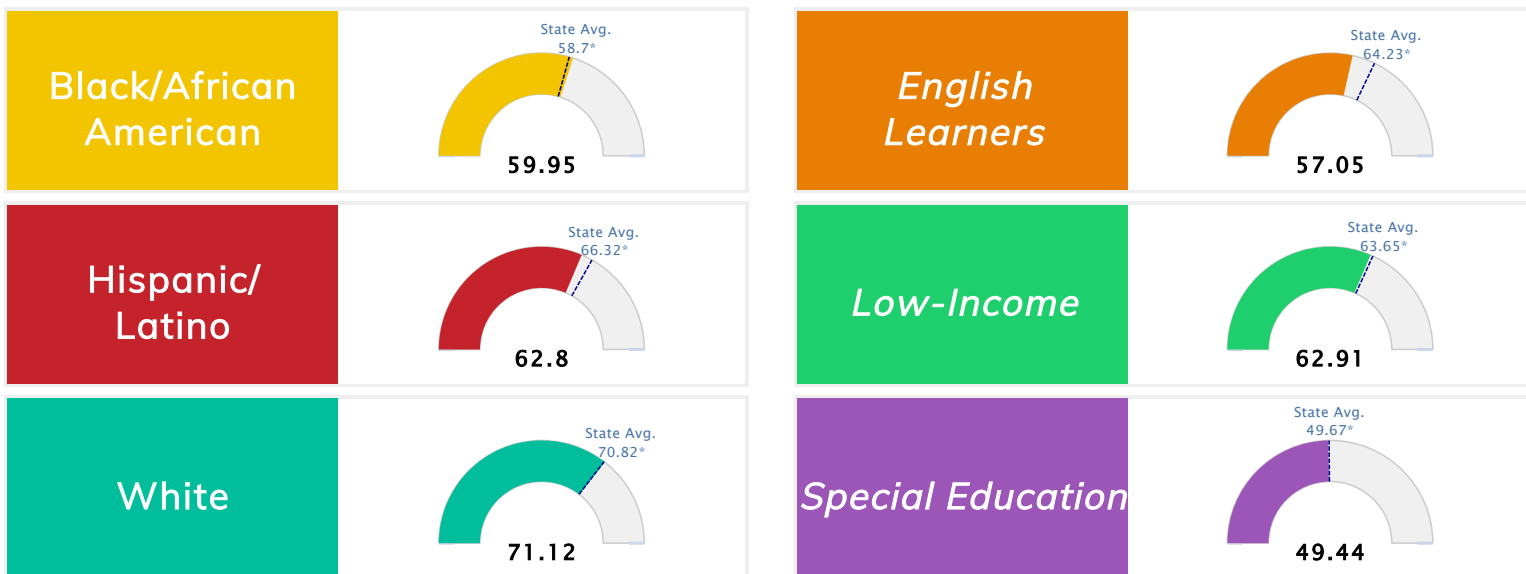 Black/African
American
State Avg.
58.7*
59.95
English
Learners
State Avg.
64.23*
57.05
Hispanic/
Latino
State Avg.
66.32*
62.8
Low-Income
State Avg.
63.65*
62.91
White
State Avg.
70.82*
71.12
Special Education
State Avg.
49.67*
49.44